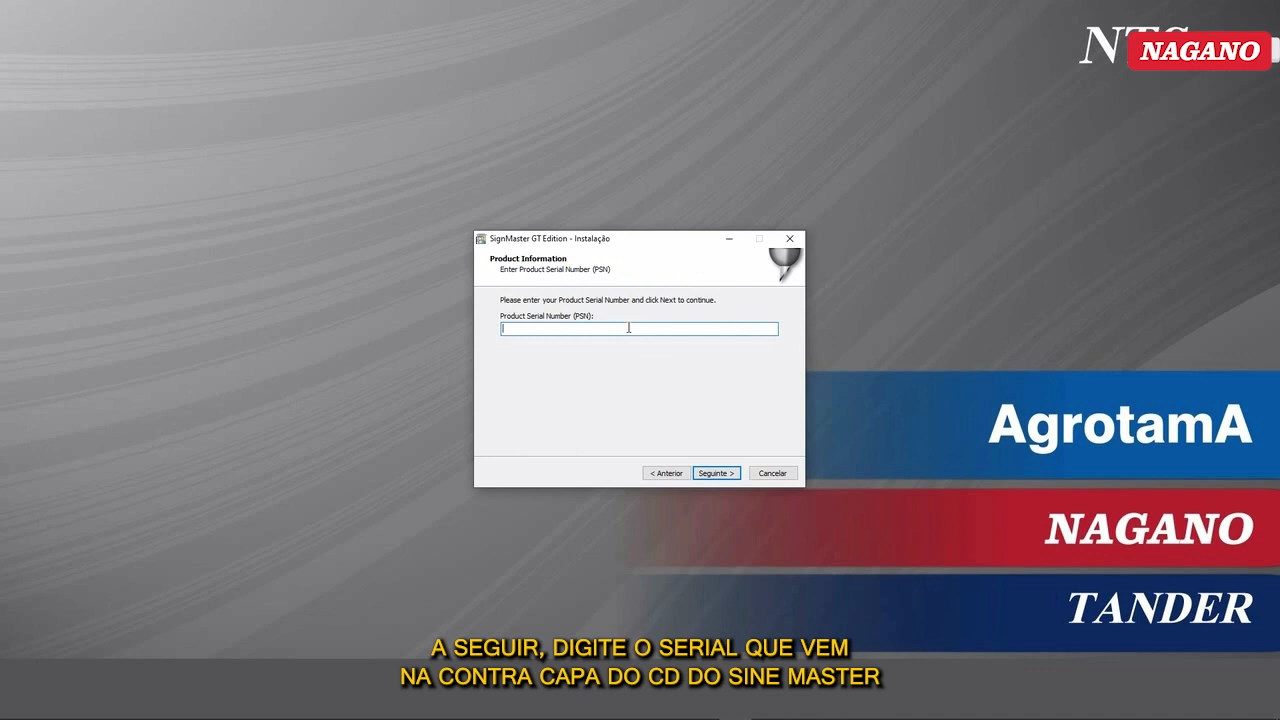 NAGANO
SignMaster GT Edition - Instalação
Product Information
Enter Product Serial Number (PSN)
Please enter your Product Serial Number and click Next to continue.
Product Serial Number (PSN):
< Anterior
Seguinte >
Cancelar
AgrotamA
NAGANO
TANDER
A SEGUIR, DIGITE O SERIAL QUE VEM
NA CONTRA CAPA DO CD DO SINE MASTER